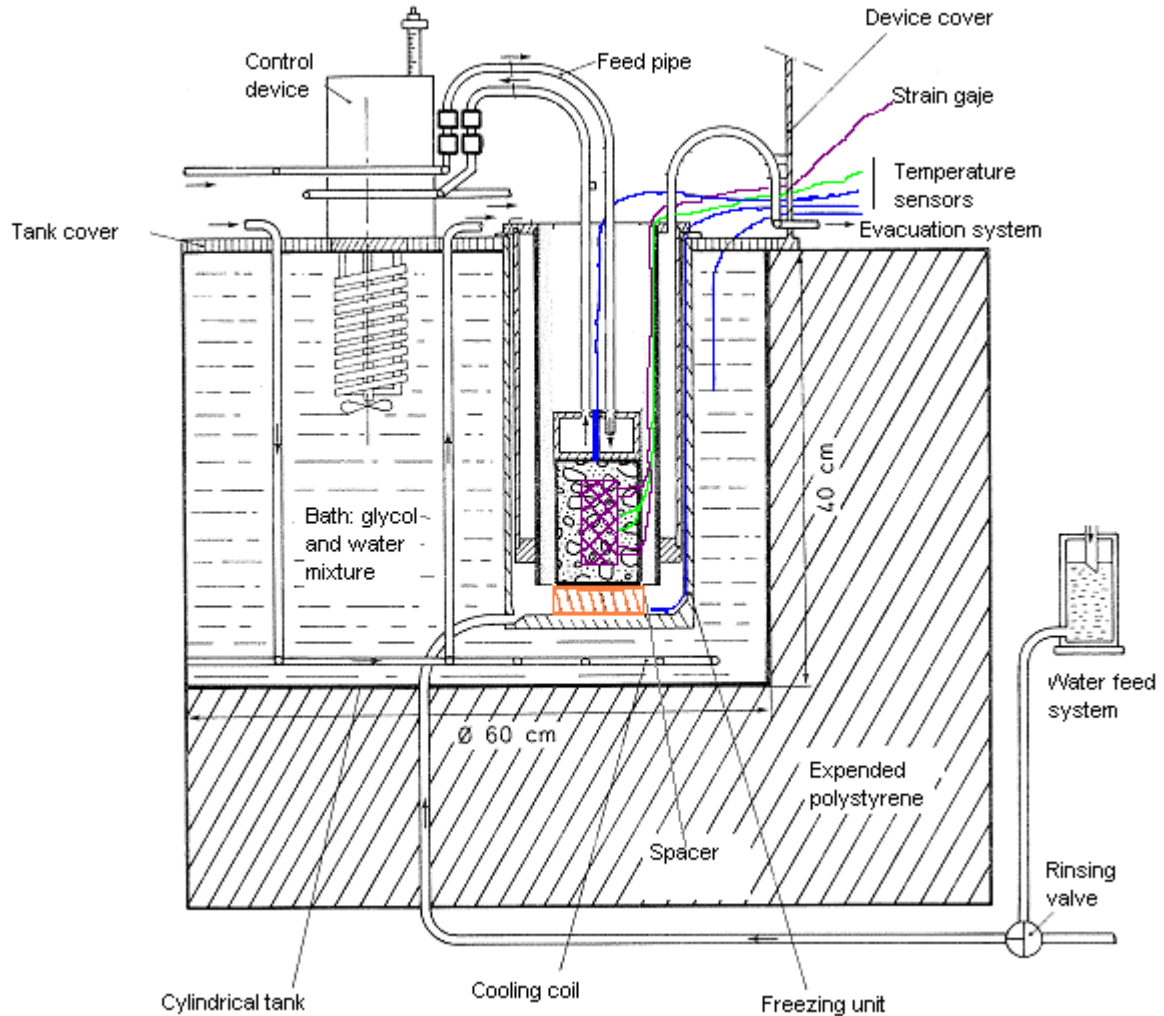 Device cover
Control
device
Feed pipe
Strain gaje
Temperature
sensors
Tank cover
Evacuation system
40 cm
Bath: glycol
and water
mixture
Water feed
system
Ø 60 cm
Expended
polystyrene
Spacer
Rinsing
valve
Cylindrical tank
Cooling coil
Freezing unit